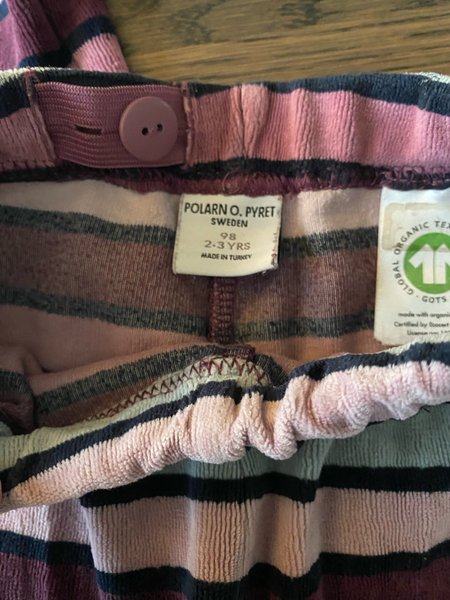 POLARN O. PYRET
SWEDEN
98
2-3 YRS
MADE IN TURKEY
GLOBAL ORGANIC TEX
· GOTS ·
made with organic
Certified by Ecocert